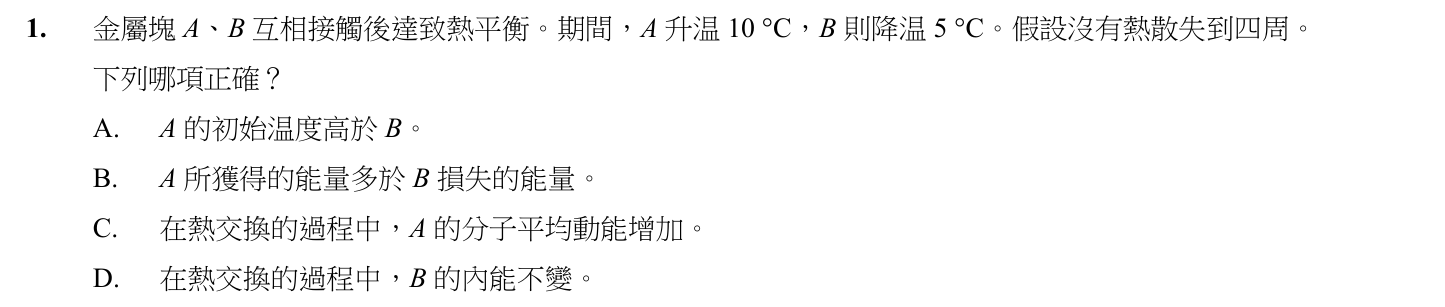 1. 金屬塊 A、B 互相接觸後達致熱平衡。期間，A 升温 10 °C，B 則降温 5 °C。假設沒有熱散失到四周。
下列哪項正確？
A. A 的初始温度高於 B。
B. A 所獲得的能量多於 B 損失的能量。
C. 在熱交換的過程中，A 的分子平均動能增加。
D. 在熱交換的過程中，B 的內能不變。